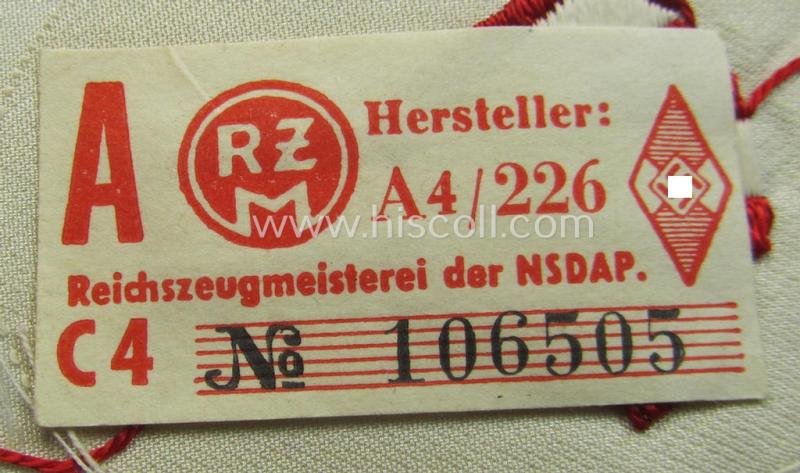 A
RZM
Hersteller:
A4/226
www.hiscoll.com
Reichszeugmeisterei der NSDAP.
C4 No 106505